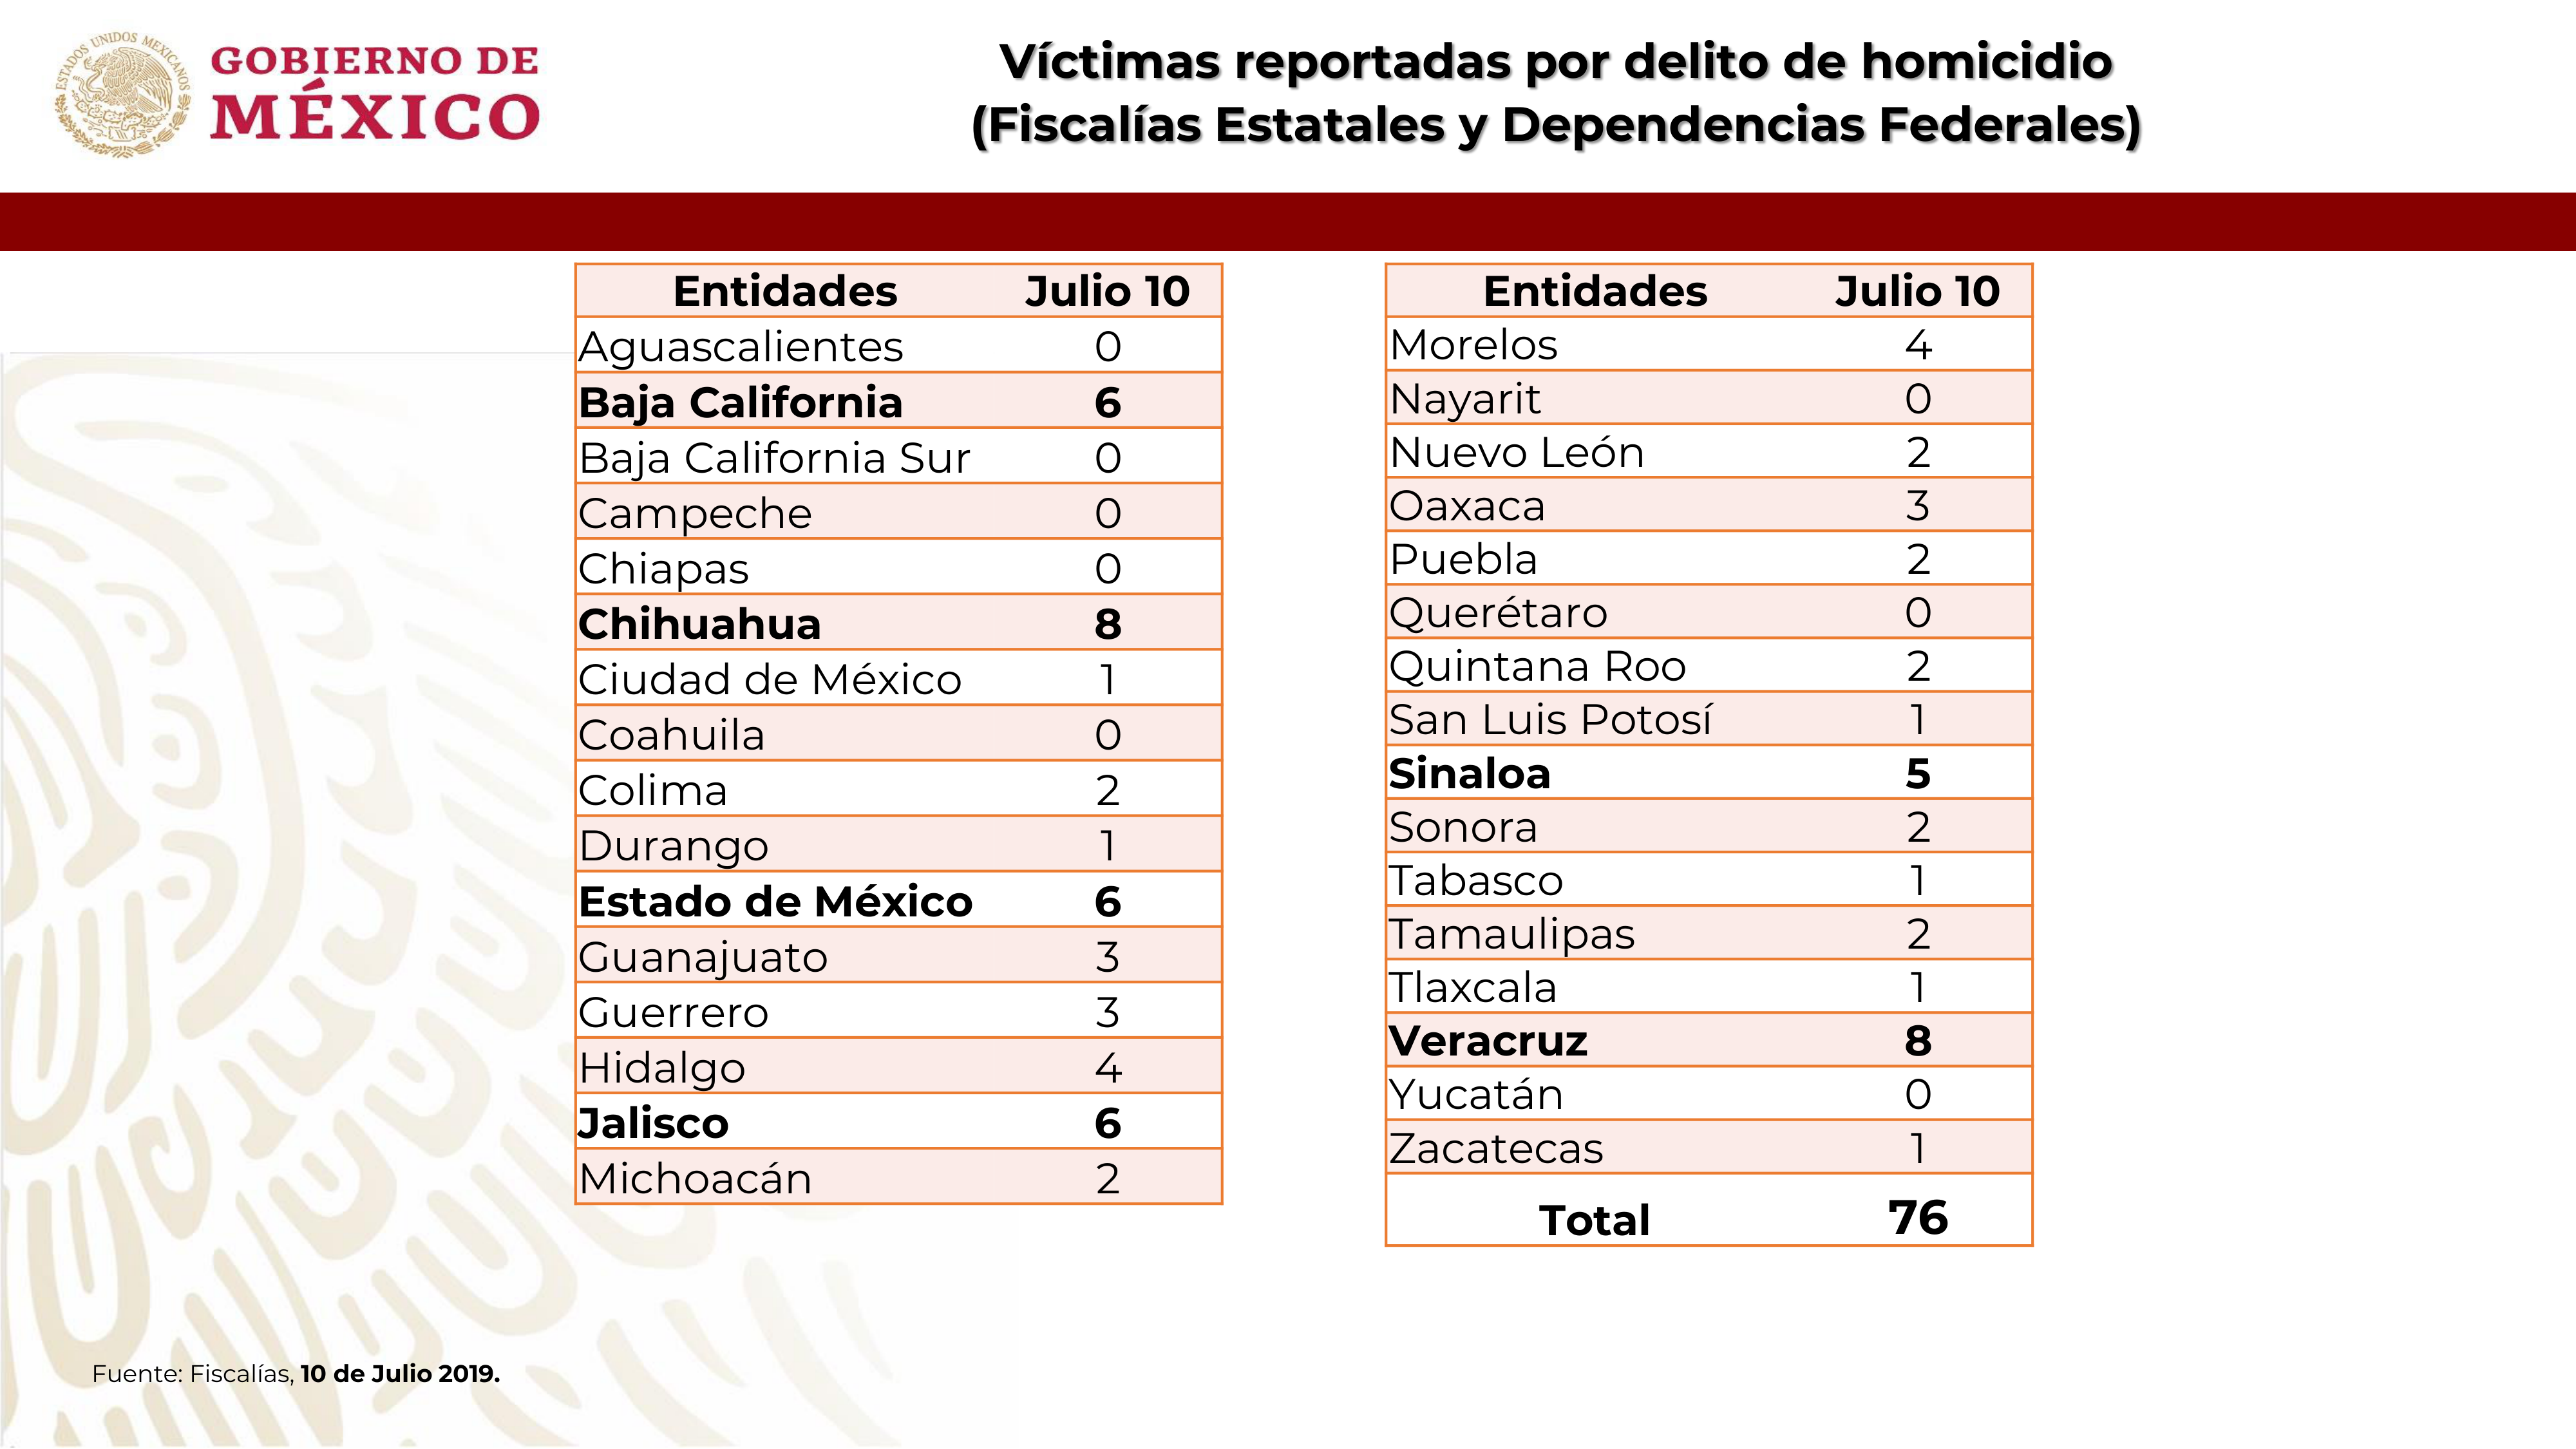 ESTADOS UNIDOS MEXICANOS
GOBIERNO DE
MÉXICO
Víctimas reportadas por delito de homicidio
(Fiscalías Estatales y Dependencias Federales)
Entidades Julio 10
Aguascalientes 0
Baja California 6
Baja California Sur 0
Campeche 0
Chiapas 0
Chihuahua 8
Ciudad de México 1
Coahuila 0
Colima 2
Durango 1
Estado de México 6
Guanajuato 3
Guerrero 3
Hidalgo 4
Jalisco 6
Michoacán 2
Entidades Julio 10
Morelos 4
Nayarit 0
Nuevo León 2
Oaxaca 3
Puebla 2
Querétaro 0
Quintana Roo 2
San Luis Potosí 1
Sinaloa 5
Sonora 2
Tabasco 1
Tamaulipas 2
Tlaxcala 1
Veracruz 8
Yucatán 0
Zacatecas 1
Total 76
Fuente: Fiscalías, 10 de Julio 2019.